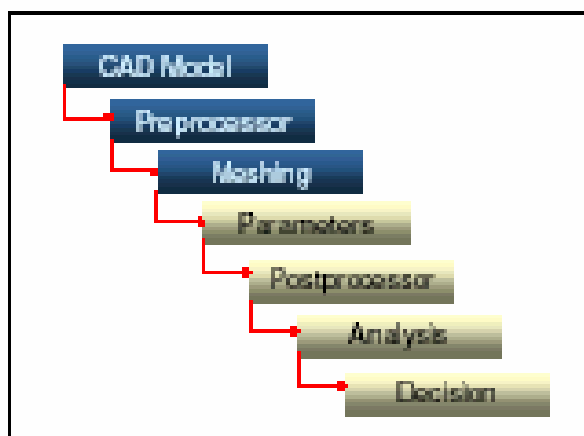 CAD Model
Preprocessor
Meshing
Parameters
Postprocessor
Analysis
Decision